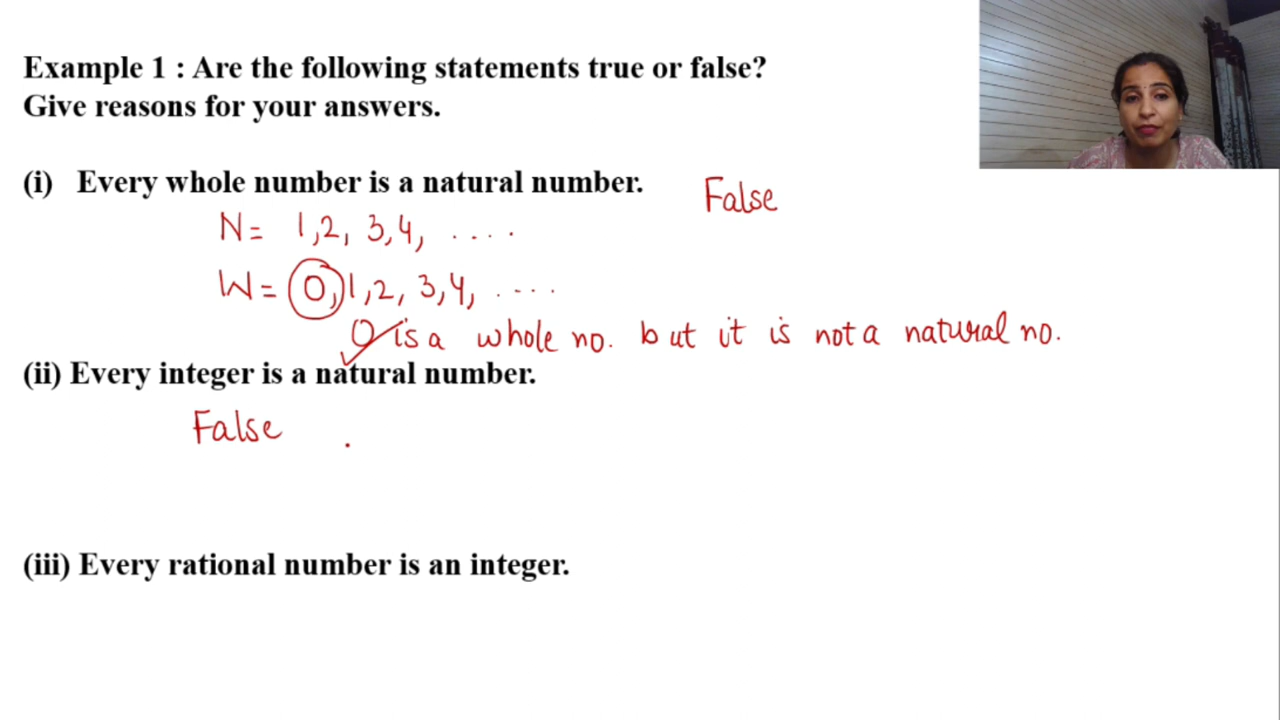 Example 1 : Are the following statements true or false?
Give reasons for your answers.
(i) Every whole number is a natural number.
False
N= 1,2, 3,4, ....
W= 0,1,2, 3,4, ....
0 is a whole no. but it is not a natural no.
(ii) Every integer is a natural number.
False
(iii) Every rational number is an integer.